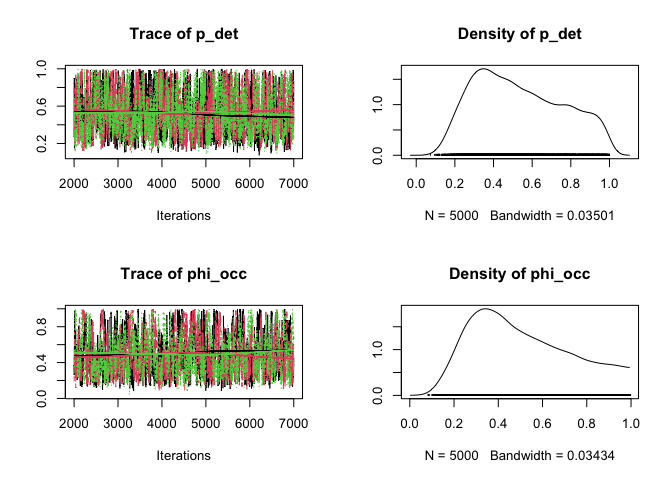 Trace of p_det
0.2 0.6 1.0
2000 3000 4000 5000 6000 7000
Iterations
Density of p_det
0.0 1.0
0.0 0.2 0.4 0.6 0.8 1.0
N = 5000 Bandwidth = 0.03501
Trace of phi_occ
0.0 0.4 0.8
2000 3000 4000 5000 6000 7000
Iterations
Density of phi_occ
0.0 1.0
0.0 0.2 0.4 0.6 0.8 1.0
N = 5000 Bandwidth = 0.03434